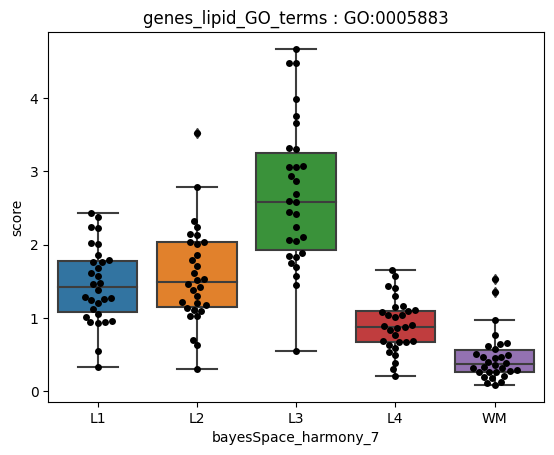 genes_lipid_GO_terms : GO:0005883
score
4
3
2
1
0
L1 L2 L3 L4 WM
bayesSpace_harmony_7